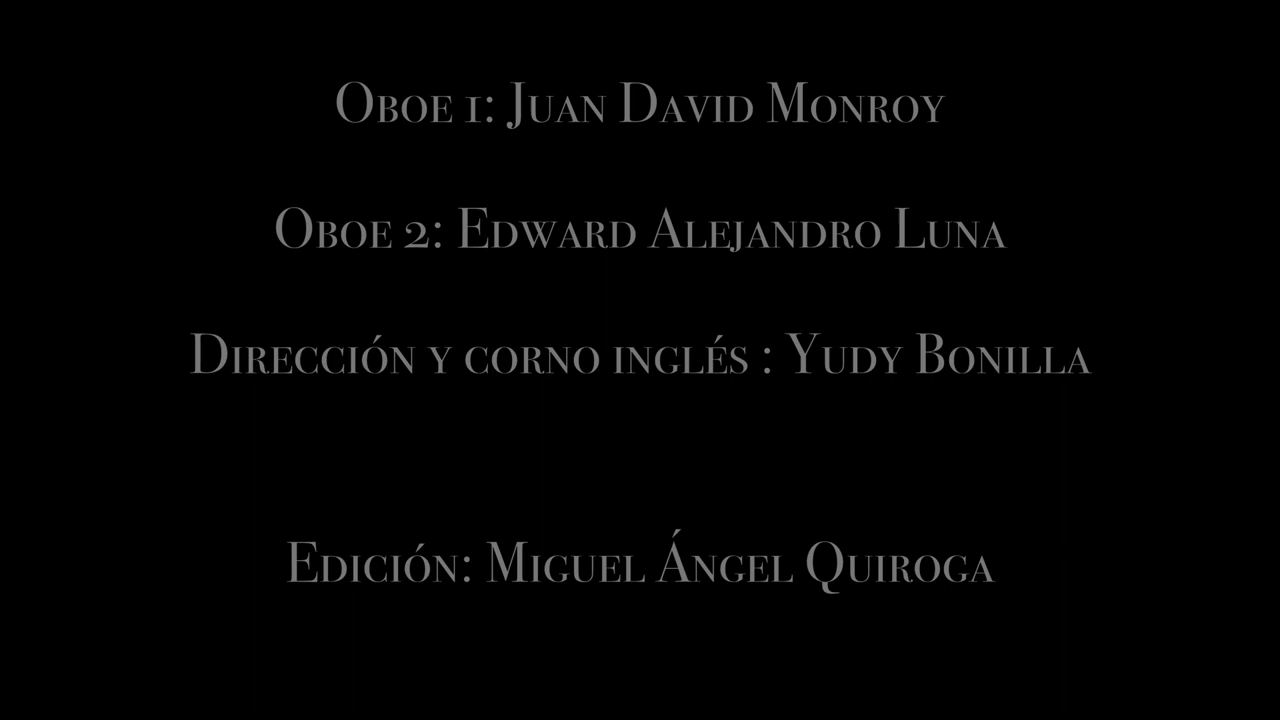 Oboe 1: Juan David Monroy
Oboe 2: Edward Alejandro Luna
Dirección y corno inglés : Yudy Bonilla
Edición: Miguel Ángel Quiroga